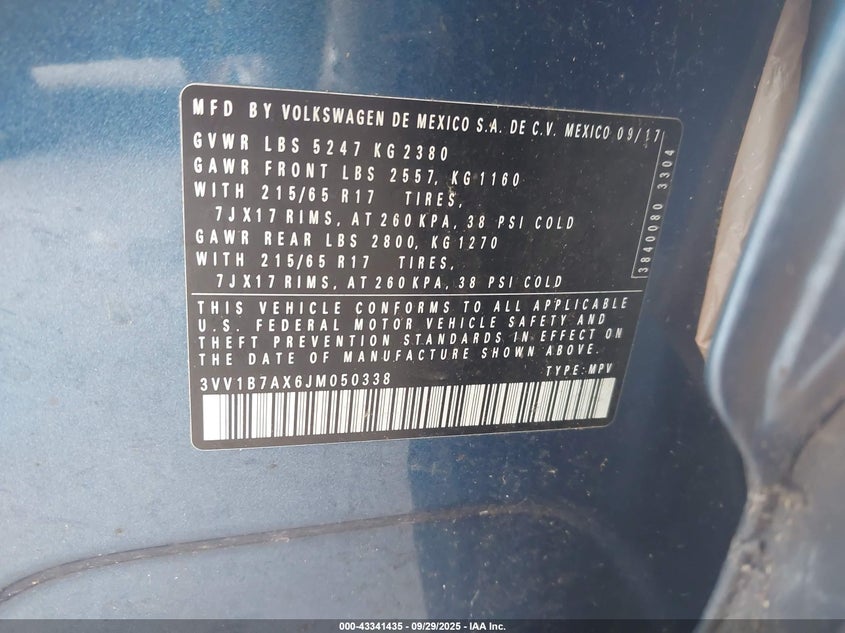 MFD BY VOLKSWAGEN DE MEXICO S.A. DE C.V. MEXICO 09/17
GVWR LBS 5247 KG 2380
GAWR FRONT LBS 2557, KG 1160
WITH 215/65 R17 TIRES,
7JX17 RIMS, AT 260 KPA, 38 PSI COLD
GAWR REAR LBS 2800, KG 1270
WITH 215/65 R17 TIRES,
7JX17 RIMS, AT 260 KPA, 38 PSI COLD
3840080 3304
THIS VEHICLE CONFORMS TO ALL APPLICABLE
U.S. FEDERAL MOTOR VEHICLE SAFETY AND
THEFT PREVENTION STANDARDS IN EFFECT ON
THE DATE OF MANUFACTURE SHOWN ABOVE.
3VV1B7AX6JM050338 TYPE: MPV
000-43341435 - 09/29/2025 - IAA Inc.